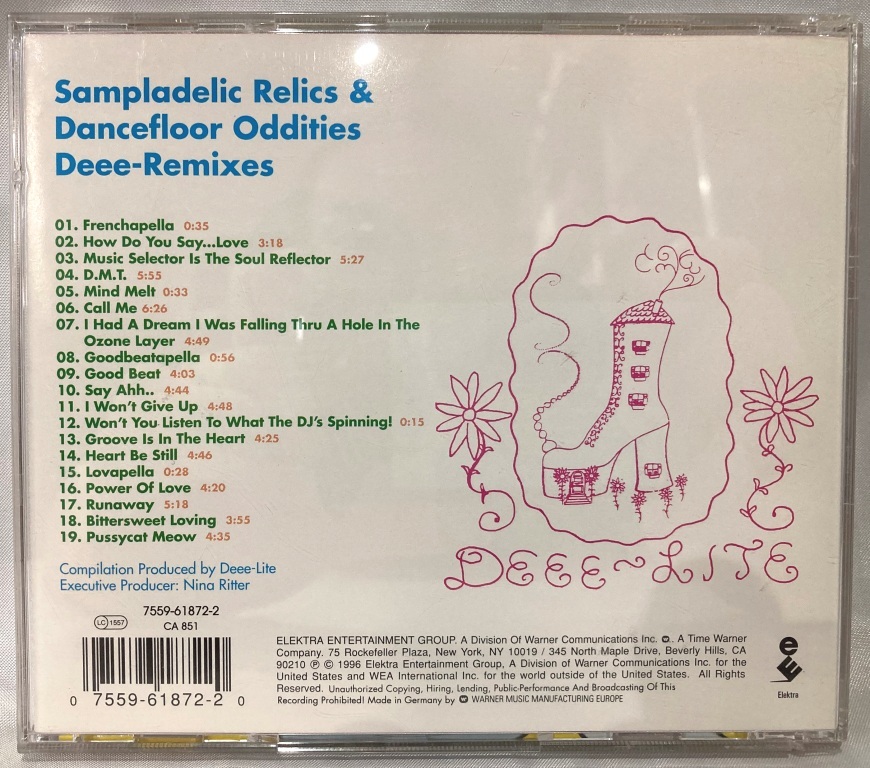 Sampladelic Relics &
Dancefloor Oddities
Deee-Remixes
01. Frenchapella 0:35
02. How Do You Say...Love 3:18
03. Music Selector Is The Soul Reflector 5:27
04. D.M.T. 5:55
05. Mind Melt 0:33
06. Call Me 6:26
07. I Had A Dream I Was Falling Thru A Hole In The
Ozone Layer 4:49
08. Goodbeatapella 0:56
09. Good Beat 4:03
10. Say Ahh.. 4:44
11. I Won't Give Up 4:48
12. Won't You Listen To What The DJ's Spinning! 0:15
13. Groove Is In The Heart 4:25
14. Heart Be Still 4:46
15. Lovapella 0:28
16. Power Of Love 4:20
17. Runaway 5:18
18. Bittersweet Loving 3:55
19. Pussycat Meow 4:35
DEEE~LITE
Compilation Produced by Deee-Lite
Executive Producer: Nina Ritter
7559-61872-2
LC 1557
CA 851
0 7559-61872-2 0
ELEKTRA ENTERTAINMENT GROUP. A Division Of Warner Communications Inc. . A Time Warner
Company. 75 Rockefeller Plaza, New York, NY 10019 / 345 North Maple Drive, Beverly Hills, CA
90210 ℗ © 1996 Elektra Entertainment Group, A Division of Warner Communications Inc. for the
United States and WEA International Inc. for the world outside of the United States. All Rights
Reserved. Unauthorized Copying, Hiring, Lending, Public-Performance And Broadcasting Of This
Recording Prohibited! Made in Germany by WARNER MUSIC MANUFACTURING EUROPE
Elektra